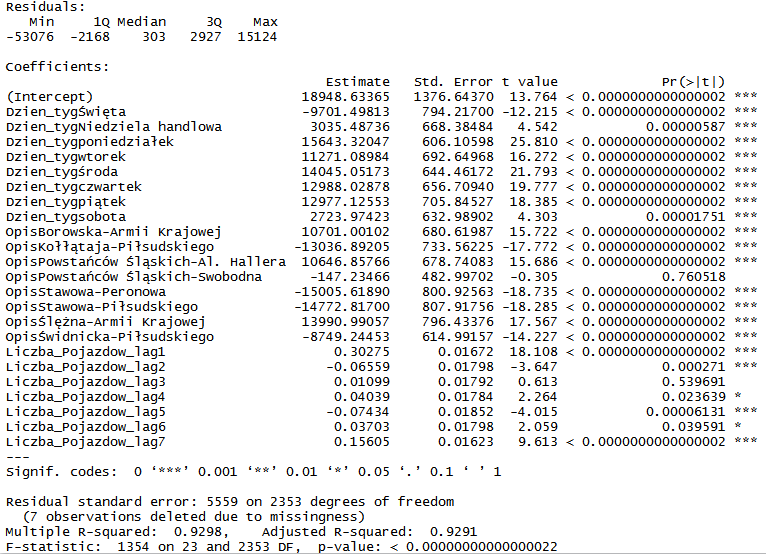 Residuals:
   Min     1Q Median     3Q    Max
-53076  -2168    303   2927  15124

Coefficients:
                                          Estimate   Std. Error t value             Pr(>|t|)
(Intercept)                            18948.63365   1376.64370  13.764 < 0.0000000000000002 ***
Dzien_tygŚwięta                        -9701.49813    794.21700 -12.215 < 0.0000000000000002 ***
Dzien_tygNiedziela handlowa             3035.48736    668.38484   4.542           0.00000587 ***
Dzien_tygponiedziałek                  15643.32047    606.10598  25.810 < 0.0000000000000002 ***
Dzien_tygwtorek                        11271.08984    692.64968  16.272 < 0.0000000000000002 ***
Dzien_tygśroda                         14045.05173    644.46172  21.793 < 0.0000000000000002 ***
Dzien_tygczwartek                      12988.02878    656.70940  19.777 < 0.0000000000000002 ***
Dzien_tygpiątek                        12977.12553    705.84527  18.385 < 0.0000000000000002 ***
Dzien_tygsobota                         2723.97423    632.98902   4.303           0.00001751 ***
OpisBorowska-Armii Krajowej            10701.00102    680.61987  15.722 < 0.0000000000000002 ***
OpisKołłątaja-Piłsudskiego            -13036.89205    733.56225 -17.772 < 0.0000000000000002 ***
OpisPowstańców Śląskich-Al. Hallera    10646.85766    678.74083  15.686 < 0.0000000000000002 ***
OpisPowstańców Śląskich-Swobodna        -147.23466    482.99702  -0.305             0.760518
OpisStawowa-Peronowa                  -15005.61890    800.92563 -18.735 < 0.0000000000000002 ***
OpisStawowa-Piłsudskiego              -14772.81700    807.91756 -18.285 < 0.0000000000000002 ***
OpisŚlężna-Armii Krajowej              13990.99057    796.43376  17.567 < 0.0000000000000002 ***
OpisŚwidnicka-Piłsudskiego             -8749.24453    614.99157 -14.227 < 0.0000000000000002 ***
Liczba_Pojazdow_lag1                       0.30275      0.01672  18.108 < 0.0000000000000002 ***
Liczba_Pojazdow_lag2                      -0.06559      0.01798  -3.647             0.000271 ***
Liczba_Pojazdow_lag3                       0.01099      0.01792   0.613             0.539691
Liczba_Pojazdow_lag4                       0.04039      0.01784   2.264             0.023639 *
Liczba_Pojazdow_lag5                      -0.07434      0.01852  -4.015           0.00006131 ***
Liczba_Pojazdow_lag6                       0.03703      0.01798   2.059             0.039591 *
Liczba_Pojazdow_lag7                       0.15605      0.01623   9.613 < 0.0000000000000002 ***
---
Signif. codes:  0 ‘***’ 0.001 ‘**’ 0.01 ‘*’ 0.05 ‘.’ 0.1 ‘ ’ 1

Residual standard error: 5559 on 2353 degrees of freedom
  (7 observations deleted due to missingness)
Multiple R-squared:  0.9298,	Adjusted R-squared:  0.9291
F-statistic:  1354 on 23 and 2353 DF,  p-value: < 0.00000000000000022